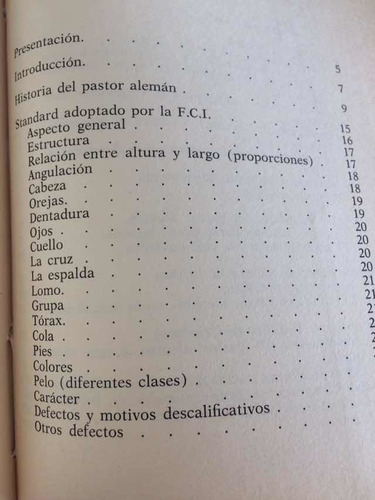 Presentación. . . . . . . . 5
Introducción. . . . . . . . 7
Historia del pastor alemán . . . . . 9
Standard adoptado por la F.C.I. . . . . 15
Aspecto general . . . . . . . 16
Estructura . . . . . . . . 17
Relación entre altura y largo (proporciones) . 17
Angulación . . . . . . . . 18
Cabeza . . . . . . . . 18
Orejas. . . . . . . . . 19
Dentadura . . . . . . . . 19
Ojos . . . . . . . . . 20
Cuello . . . . . . . . 20
La cruz . . . . . . . . 20
La espalda . . . . . . . . 20
Lomo. . . . . . . . . 21
Grupa . . . . . . . . 21
Tórax. . . . . . . . .
Cola . . . . . . . . .
Pies . . . . . . . . .
Colores . . . . . . . .
Pelo (diferentes clases) . . . . .
Carácter . . . . . . . .
Defectos y motivos descalificativos . . .
Otros defectos . . . . . . .